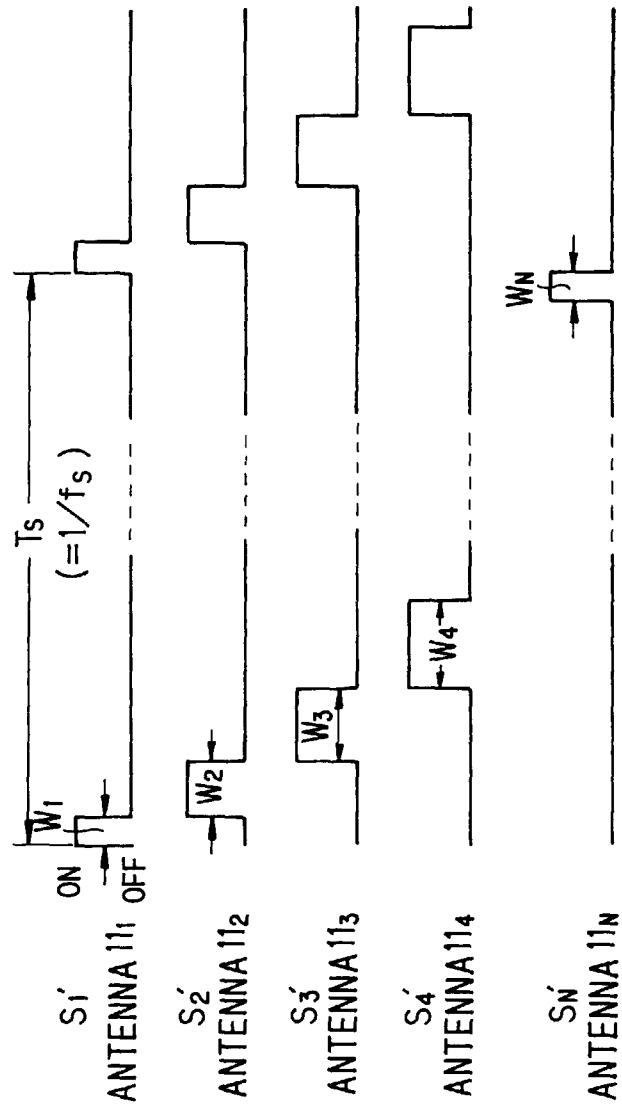 Ts
(=1/fs)
ON
OFF
W1
S1'
ANTENNA 111
W2
S2'
ANTENNA 112
W3
S3'
ANTENNA 113
W4
S4'
ANTENNA 114
WN
SN'
ANTENNA 11N